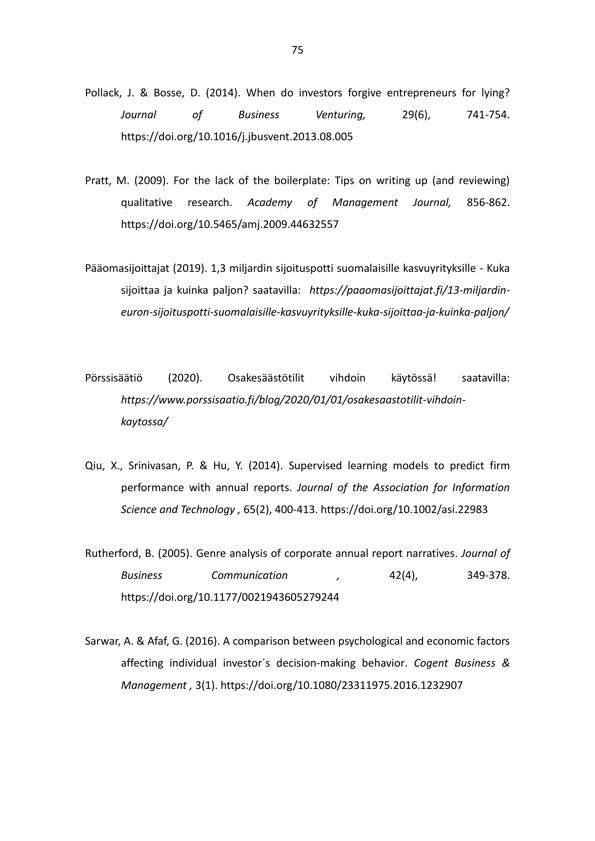 75
Pollack, J. & Bosse, D. (2014). When do investors forgive entrepreneurs for lying?
Journal of Business Venturing, 29(6), 741-754.
https://doi.org/10.1016/j.jbusvent.2013.08.005
Pratt, M. (2009). For the lack of the boilerplate: Tips on writing up (and reviewing)
qualitative research. Academy of Management Journal, 856-862.
https://doi.org/10.5465/amj.2009.44632557
Pääomasijoittajat (2019). 1,3 miljardin sijoituspotti suomalaisille kasvuyrityksille - Kuka
sijoittaa ja kuinka paljon? saatavilla: https://paaomasijoittajat.fi/13-miljardin-
euron-sijoituspotti-suomalaisille-kasvuyrityksille-kuka-sijoittaa-ja-kuinka-paljon/
Pörssisäätiö (2020). Osakesäästötilit vihdoin käytössä! saatavilla:
https://www.porssisaatio.fi/blog/2020/01/01/osakesaastotilit-vihdoin-
kaytossa/
Qiu, X., Srinivasan, P. & Hu, Y. (2014). Supervised learning models to predict firm
performance with annual reports. Journal of the Association for Information
Science and Technology , 65(2), 400-413. https://doi.org/10.1002/asi.22983
Rutherford, B. (2005). Genre analysis of corporate annual report narratives. Journal of
Business Communication , 42(4), 349-378.
https://doi.org/10.1177/0021943605279244
Sarwar, A. & Afaf, G. (2016). A comparison between psychological and economic factors
affecting individual investor´s decision-making behavior. Cogent Business &
Management , 3(1). https://doi.org/10.1080/23311975.2016.1232907